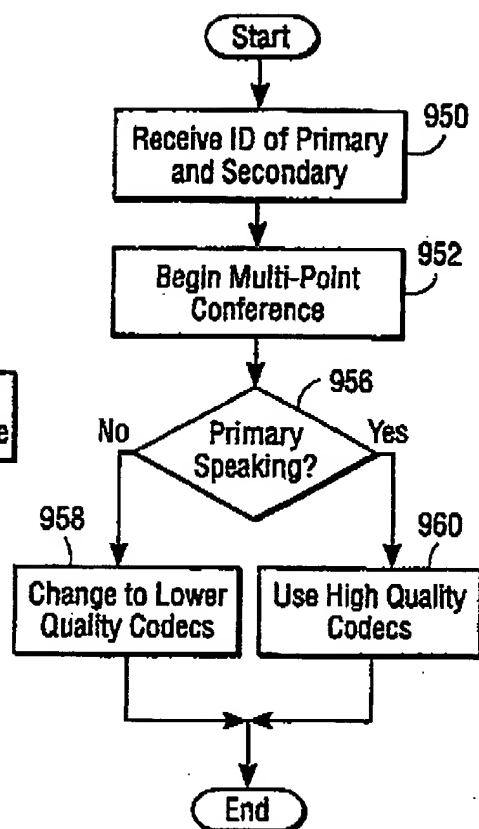 Start
950
Receive ID of Primary
and Secondary
952
Begin Multi-Point
Conference
956
Primary
Speaking?
No
Yes
958
Change to Lower
Quality Codecs
960
Use High Quality
Codecs
End